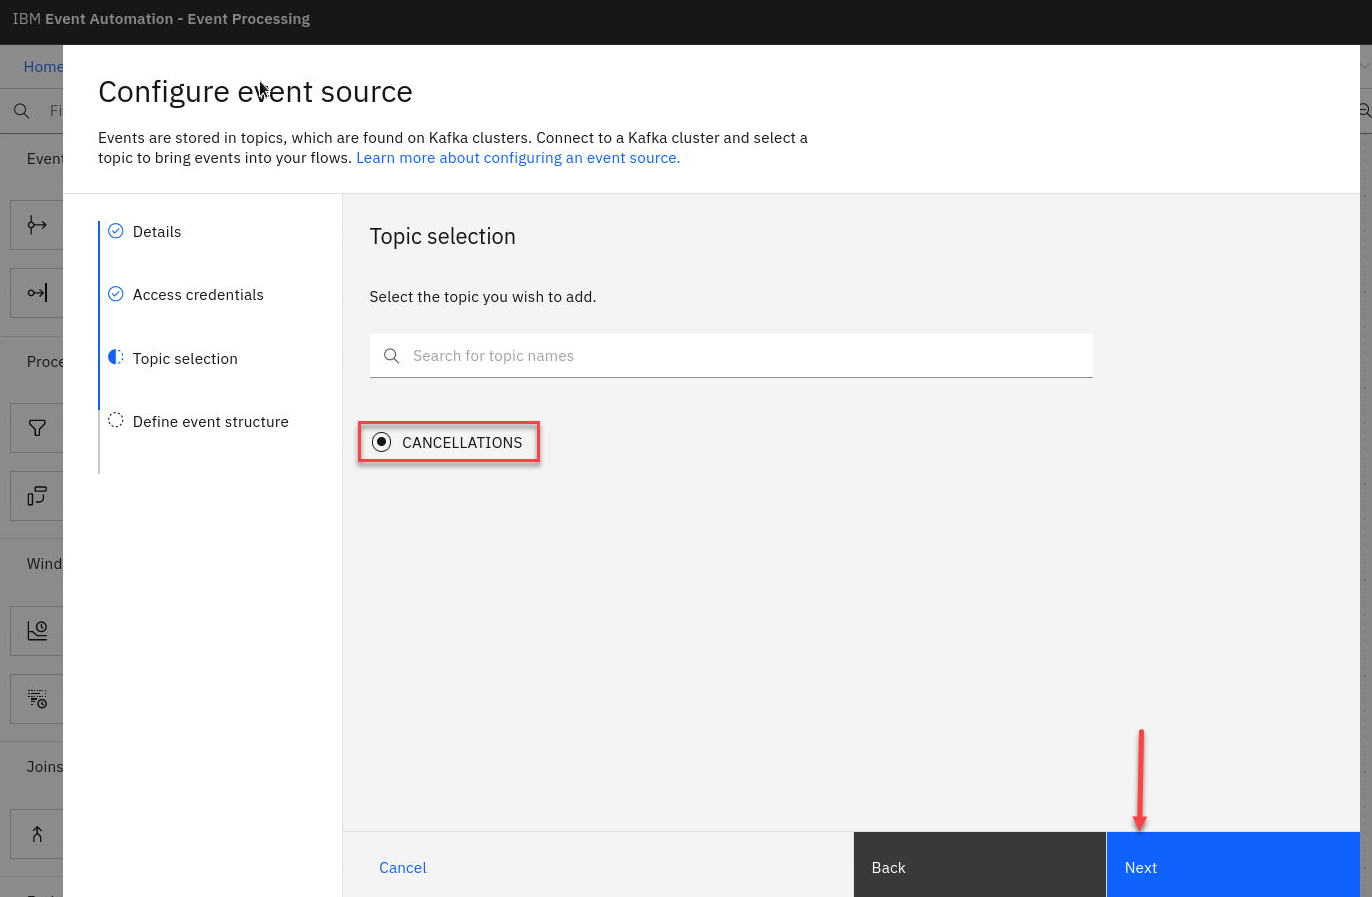 IBM Event Automation - Event Processing
Home
Configure event source
Events are stored in topics, which are found on Kafka clusters. Connect to a Kafka cluster and select a
topic to bring events into your flows. Learn more about configuring an event source.
Fi
Event
Proce
Wind
Joins
Details
Access credentials
Topic selection
Define event structure
Topic selection
Select the topic you wish to add.
Search for topic names
CANCELLATIONS
Cancel
Back
Next